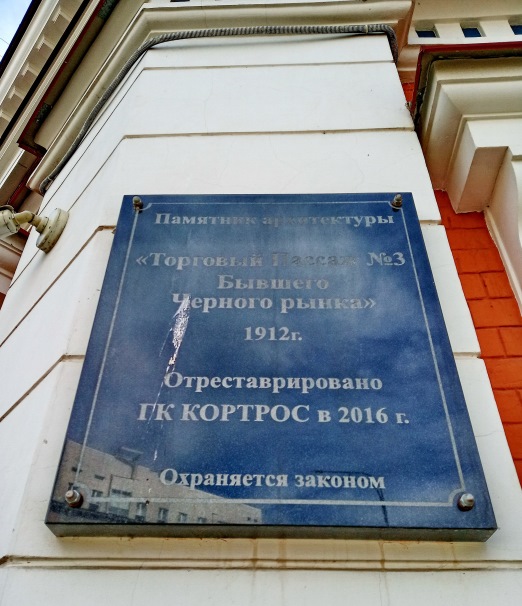 Памятник архитектуры
«Торговый Пассаж №3
Бывшего
Черного рынка»
1912г.
Отреставрировано
ГК КОРТРОС в 2016 г.
Охраняется законом